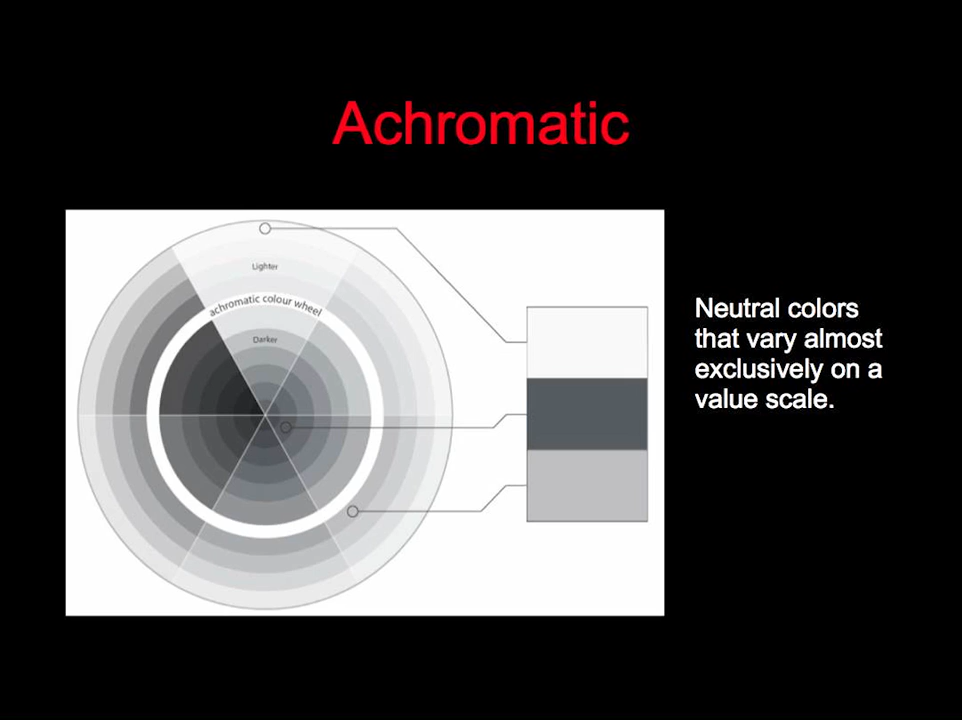 Achromatic
Lighter
achromatic colour wheel
Darker
Neutral colors
that vary almost
exclusively on a
value scale.